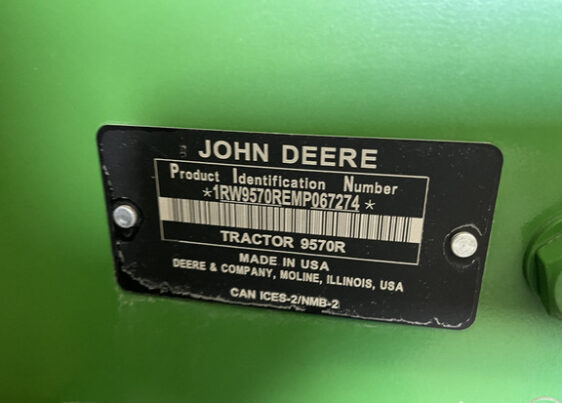 JOHN DEERE
Product Identification Number
*1RW9570REMP067274*
TRACTOR 9570R
MADE IN USA
DEERE & COMPANY, MOLINE, ILLINOIS, USA
CAN ICES-2/NMB-2